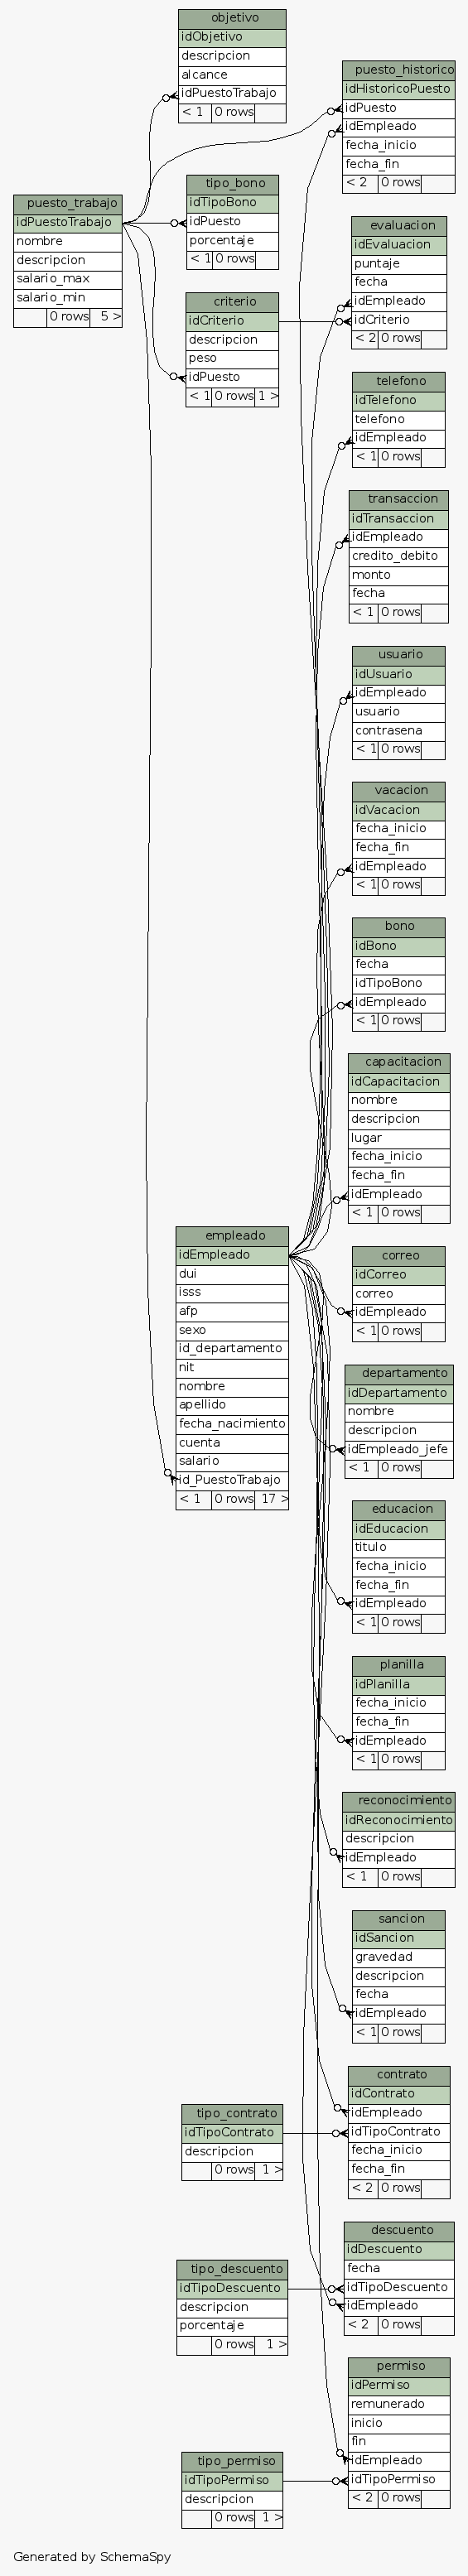 objetivo
idObjetivo
descripcion
alcance
idPuestoTrabajo
< 1 0 rows
puesto_historico
idHistoricoPuesto
idPuesto
idEmpleado
fecha_inicio
fecha_fin
< 2 0 rows
tipo_bono
idTipoBono
idPuesto
porcentaje
< 1 0 rows
puesto_trabajo
idPuestoTrabajo
nombre
descripcion
salario_max
salario_min
0 rows 5 >
evaluacion
idEvaluacion
puntaje
fecha
idEmpleado
idCriterio
< 2 0 rows
criterio
idCriterio
descripcion
peso
idPuesto
< 1 0 rows 1 >
telefono
idTelefono
telefono
idEmpleado
< 1 0 rows
transaccion
idTransaccion
idEmpleado
credito_debito
monto
fecha
< 1 0 rows
usuario
idUsuario
idEmpleado
usuario
contrasena
< 1 0 rows
vacacion
idVacacion
fecha_inicio
fecha_fin
idEmpleado
< 1 0 rows
bono
idBono
fecha
idTipoBono
idEmpleado
< 1 0 rows
capacitacion
idCapacitacion
nombre
descripcion
lugar
fecha_inicio
fecha_fin
idEmpleado
< 1 0 rows
empleado
idEmpleado
dui
isss
afp
sexo
id_departamento
nit
nombre
apellido
fecha_nacimiento
cuenta
salario
id_PuestoTrabajo
< 1 0 rows 17 >
correo
idCorreo
correo
idEmpleado
< 1 0 rows
departamento
idDepartamento
nombre
descripcion
idEmpleado_jefe
< 1 0 rows
educacion
idEducacion
titulo
fecha_inicio
fecha_fin
idEmpleado
< 1 0 rows
planilla
idPlanilla
fecha_inicio
fecha_fin
idEmpleado
< 1 0 rows
reconocimiento
idReconocimiento
descripcion
idEmpleado
< 1 0 rows
sancion
idSancion
gravedad
descripcion
fecha
idEmpleado
< 1 0 rows
contrato
idContrato
idEmpleado
idTipoContrato
fecha_inicio
fecha_fin
< 2 0 rows
tipo_contrato
idTipoContrato
descripcion
0 rows 1 >
descuento
idDescuento
fecha
idTipoDescuento
idEmpleado
< 2 0 rows
tipo_descuento
idTipoDescuento
descripcion
porcentaje
0 rows 1 >
permiso
idPermiso
remunerado
inicio
fin
idEmpleado
idTipoPermiso
< 2 0 rows
tipo_permiso
idTipoPermiso
descripcion
0 rows 1 >
Generated by SchemaSpy